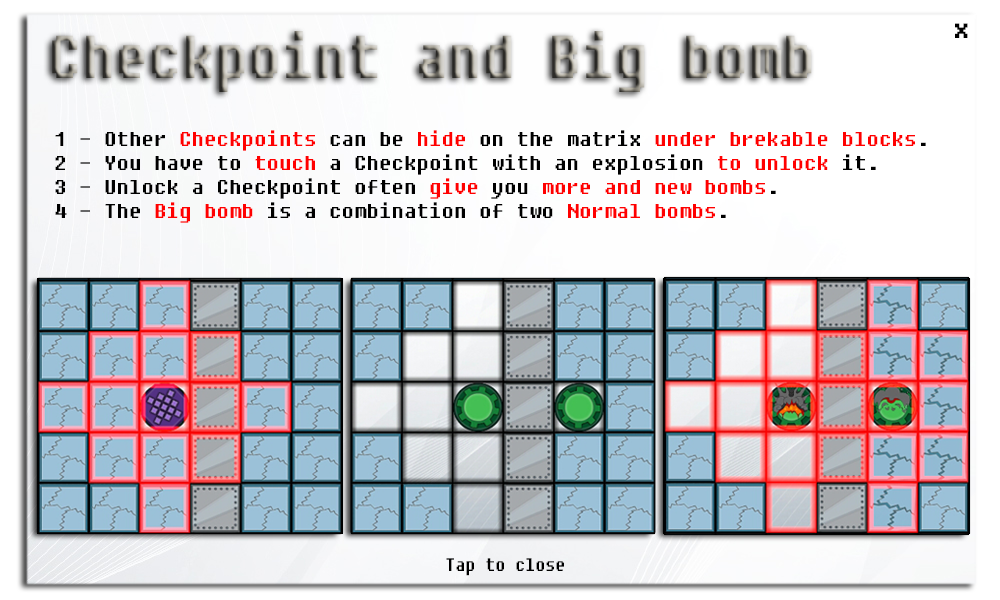 x
Checkpoint and Big bomb
1 - Other Checkpoints can be hide on the matrix under brekable blocks.
2 - You have to touch a Checkpoint with an explosion to unlock it.
3 - Unlock a Checkpoint often give you more and new bombs.
4 - The Big bomb is a combination of two Normal bombs.
Tap to close